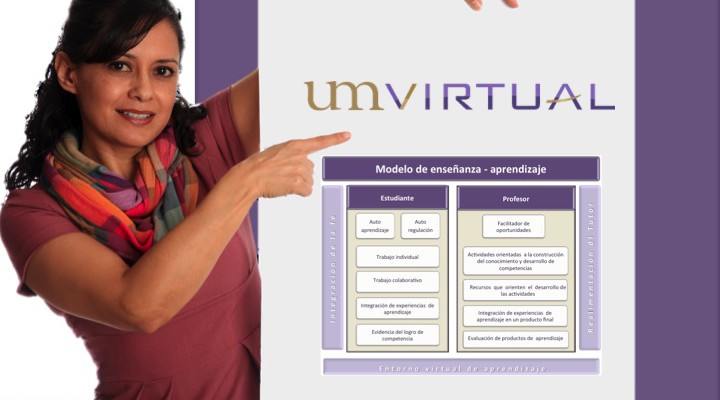 umVIRTUAL
Modelo de enseñanza - aprendizaje
Estudiante
Auto
aprendizaje
Auto
regulación
Trabajo individual
Trabajo colaborativo
Integración de experiencias de
aprendizaje
Evidencia del logro de
competencia
Profesor
Facilitador de
oportunidades
Actividades orientadas a la construcción
del conocimiento y desarrollo de
competencias
Recursos que orienten el desarrollo de
las actividades
Integración de experiencias de
aprendizaje en un producto final
Evaluación de productos de aprendizaje
Integración de la fe
Realimentación dl Tutor
Entorno virtual de aprendizaje